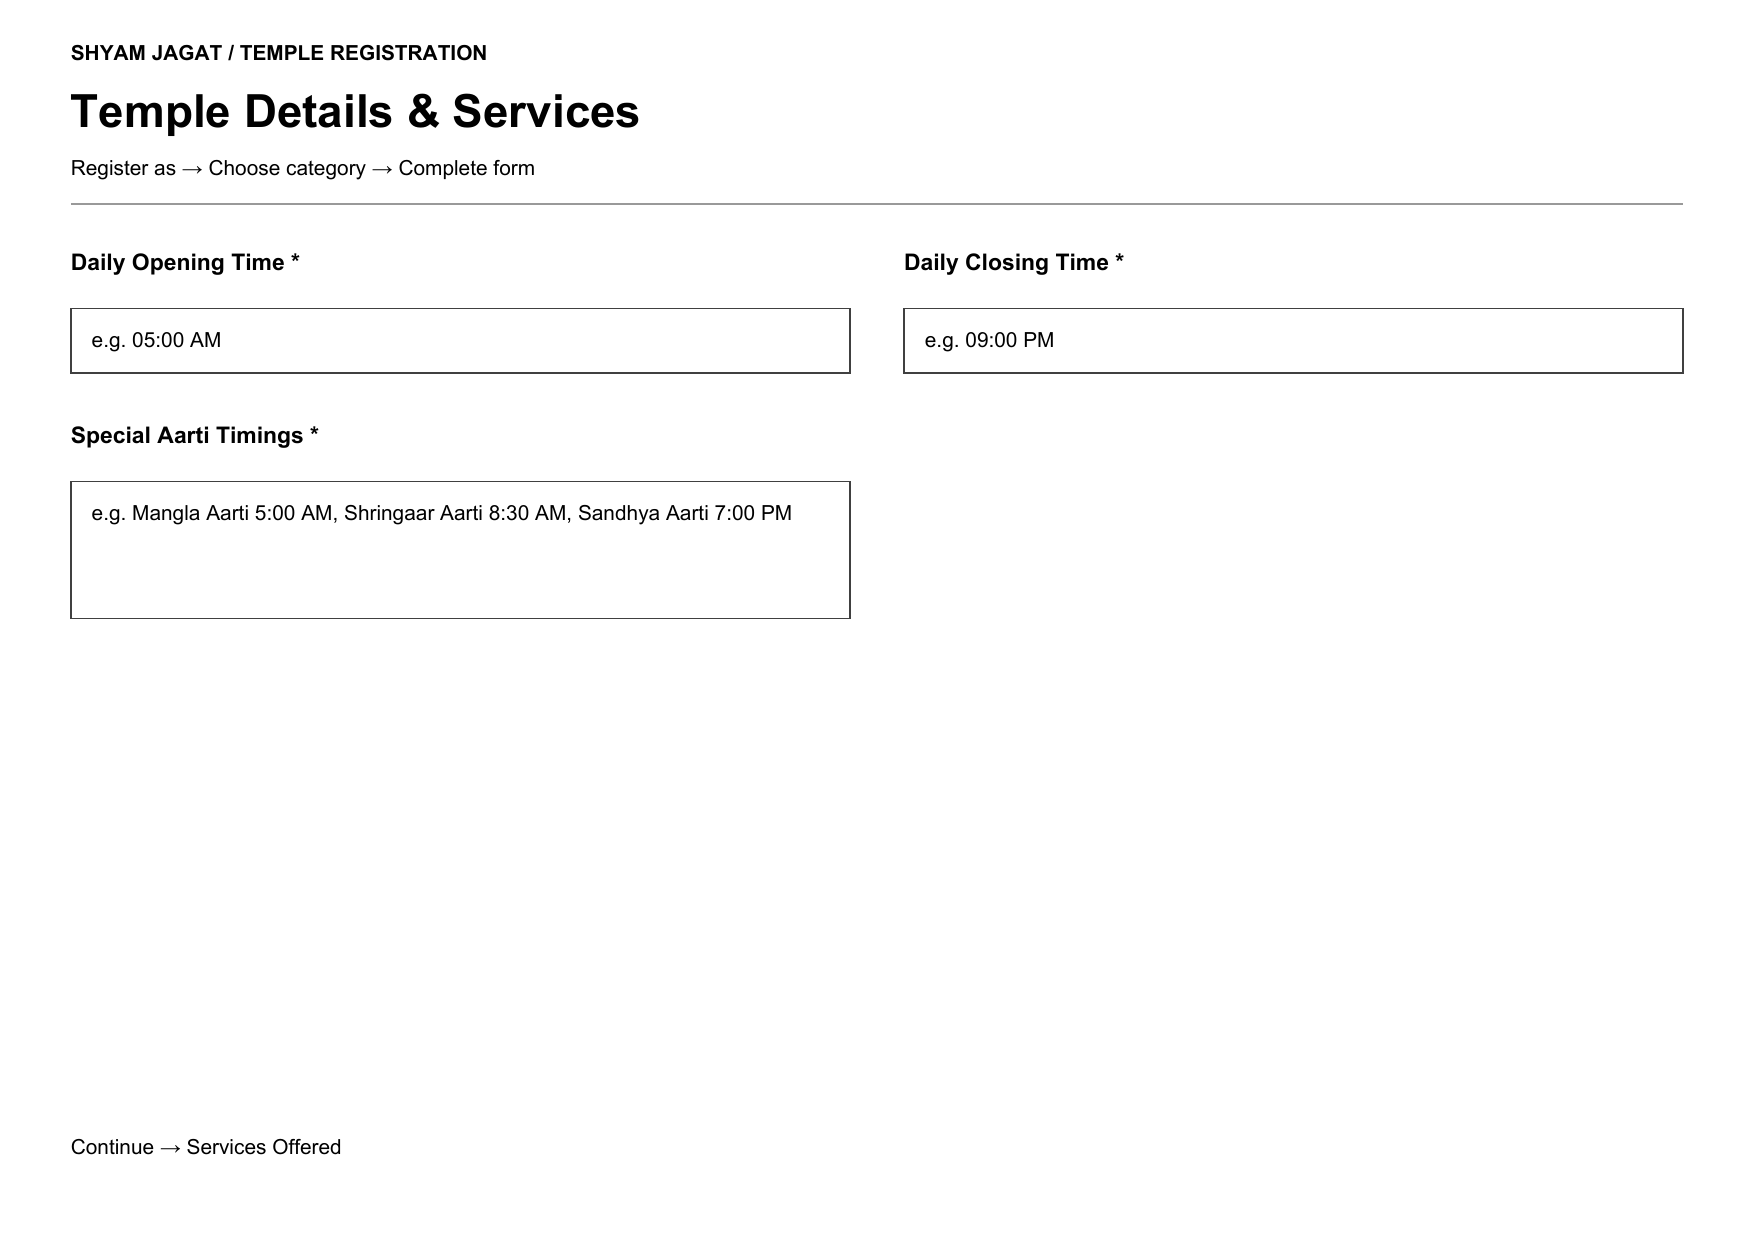 SHYAM JAGAT / TEMPLE REGISTRATION
Temple Details & Services
Register as → Choose category → Complete form
Daily Opening Time *
Daily Closing Time *
e.g. 05:00 AM
e.g. 09:00 PM
Special Aarti Timings *
e.g. Mangla Aarti 5:00 AM, Shringaar Aarti 8:30 AM, Sandhya Aarti 7:00 PM
Continue → Services Offered